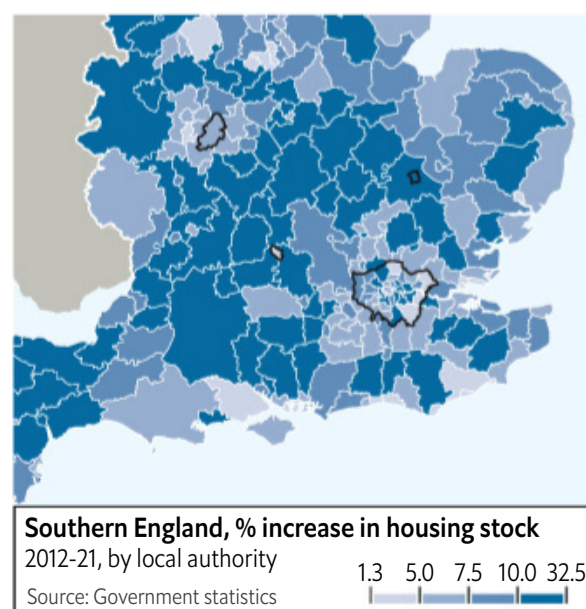 Southern England, % increase in housing stock
2012-21, by local authority
Source: Government statistics
1.3 5.0 7.5 10.0 32.5